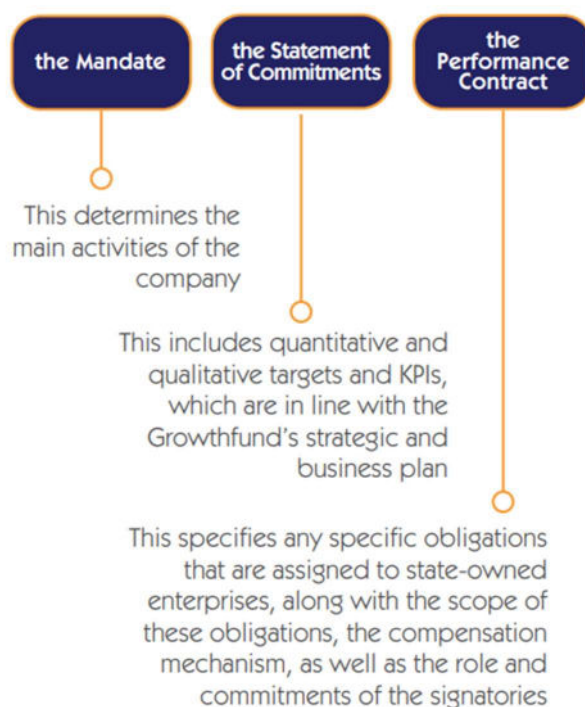 the Mandate
the Statement
of Commitments
the
Performance
Contract
This determines the
main activities of the
company
This includes quantitative and
qualitative targets and KPIs,
which are in line with the
Growthfund's strategic and
business plan
This specifies any specific obligations
that are assigned to state-owned
enterprises, along with the scope of
these obligations, the compensation
mechanism, as well as the role and
commitments of the signatories